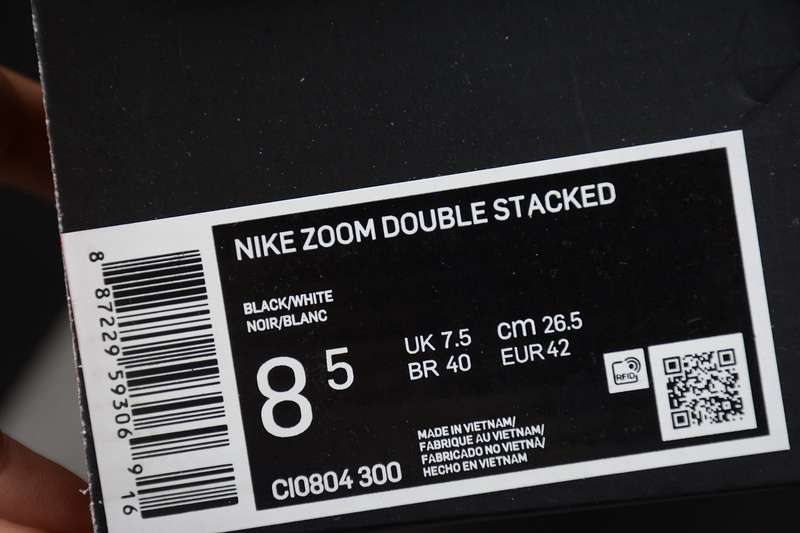 NIKE ZOOM DOUBLE STACKED
BLACK/WHITE
NOIR/BLANC
8 5
UK 7.5 cm 26.5
BR 40 EUR 42
RFID
MADE IN VIETNAM/
FABRIQUE AU VIETNAM/
FABRICADO NO VIETNÃ/
HECHO EN VIETNAM
CI0804 300
8 87229 59306 9 16